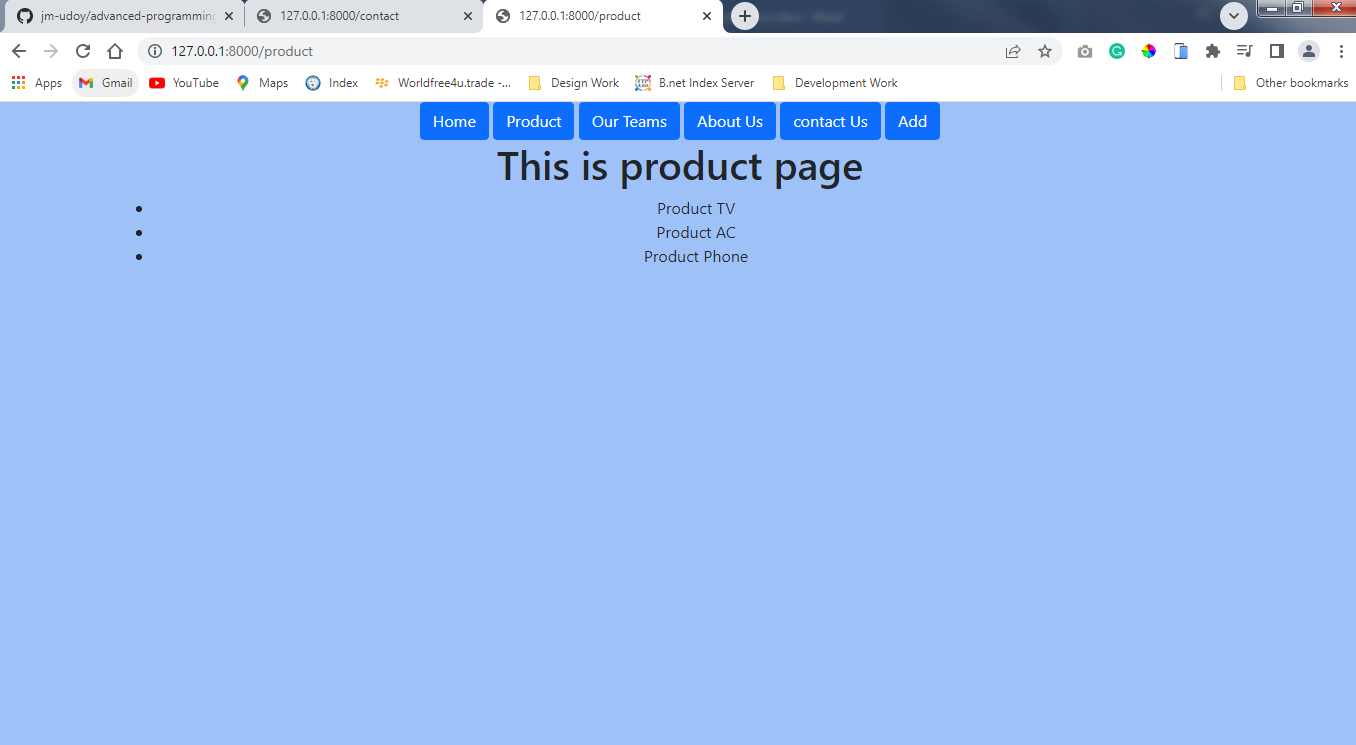 jm-udoy/advanced-programming
127.0.0.1:8000/contact
127.0.0.1:8000/product
127.0.0.1:8000/product
Apps Gmail YouTube Maps Index Worldfree4u.trade -... Design Work B.net Index Server Development Work Other bookmarks
Home Product Our Teams About Us contact Us Add
This is product page
• Product TV
• Product AC
• Product Phone